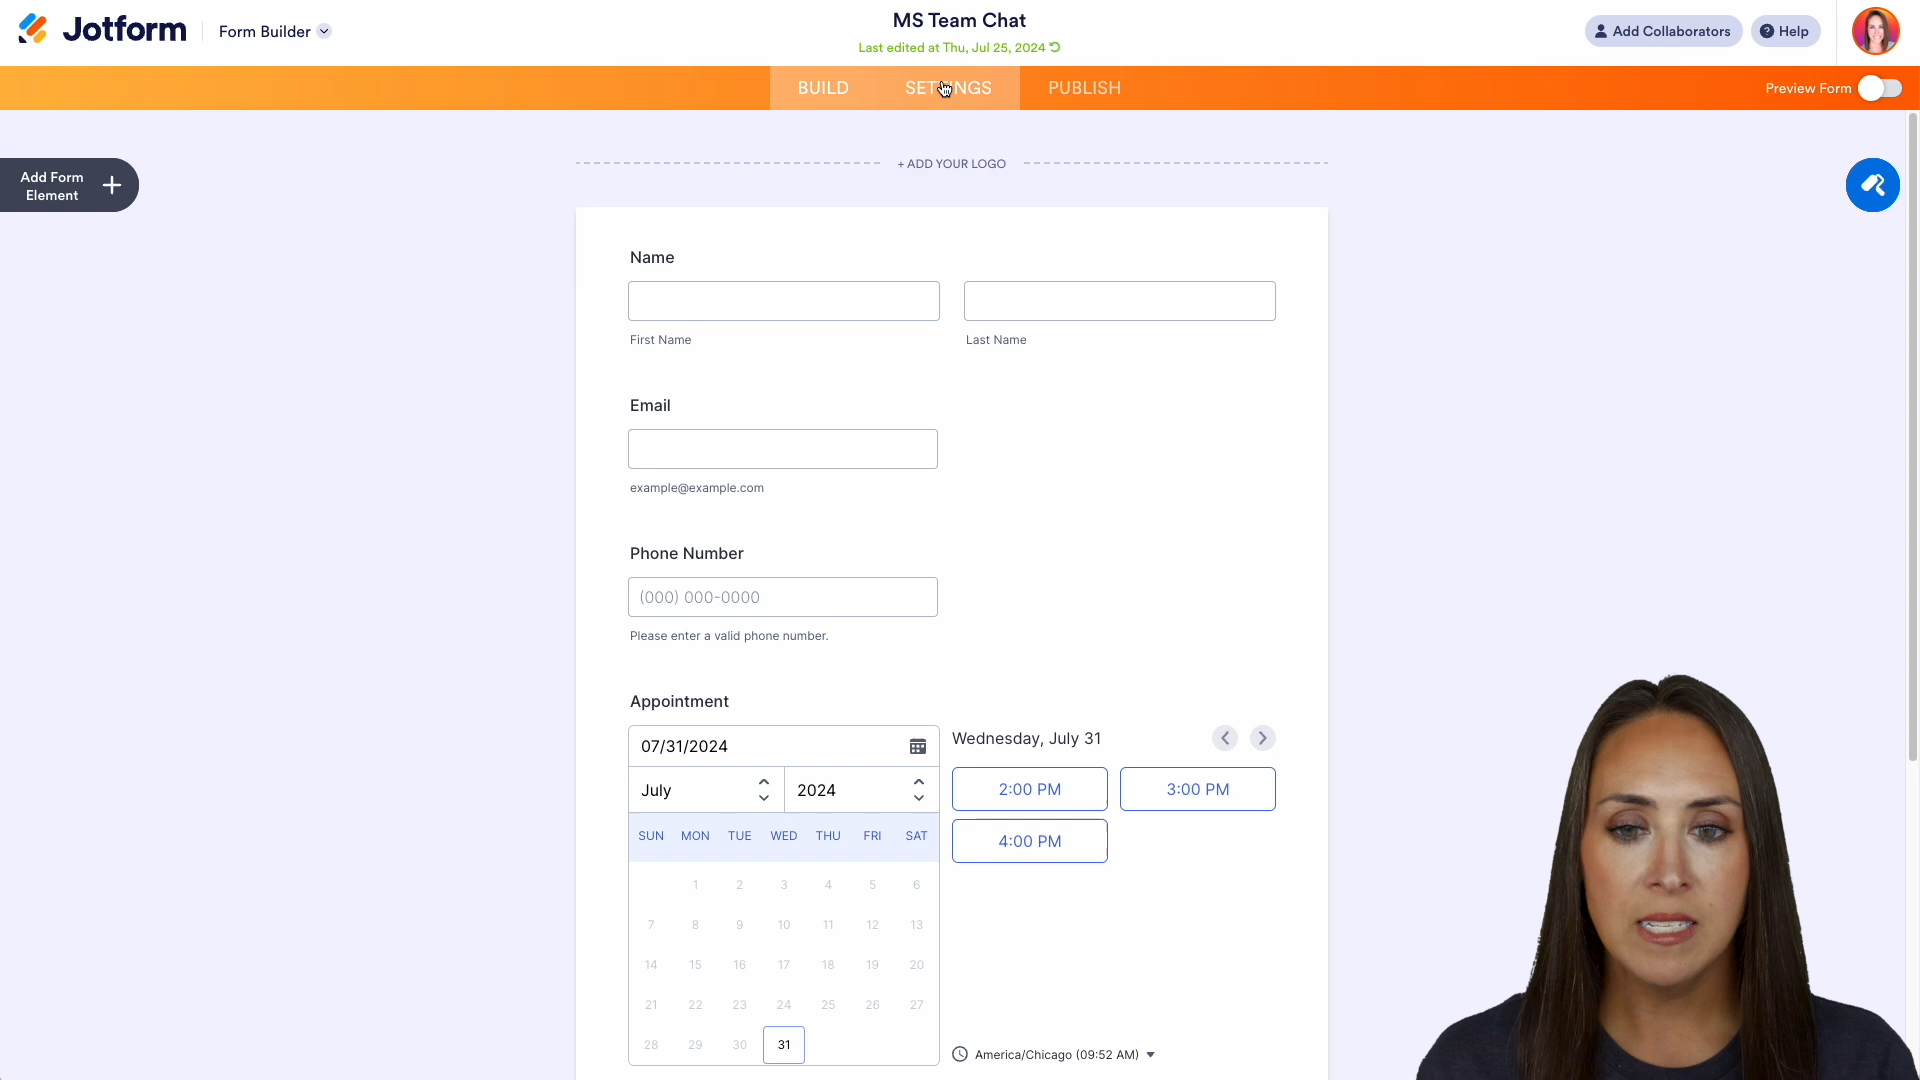 Jotform
Form Builder
MS Team Chat
Last edited at Thu, Jul 25, 2024
Add Collaborators
Help
BUILD
SETTINGS
PUBLISH
Preview Form
Add Form
Element
+ ADD YOUR LOGO
Name
First Name
Last Name
Email
example@example.com
Phone Number
(000) 000-0000
Please enter a valid phone number.
Appointment
07/31/2024
Wednesday, July 31
July
2024
2:00 PM
3:00 PM
4:00 PM
SUN MON TUE WED THU FRI SAT
1 2 3 4 5 6
7 8 9 10 11 12 13
14 15 16 17 18 19 20
21 22 23 24 25 26 27
28 29 30 31
America/Chicago (09:52 AM)